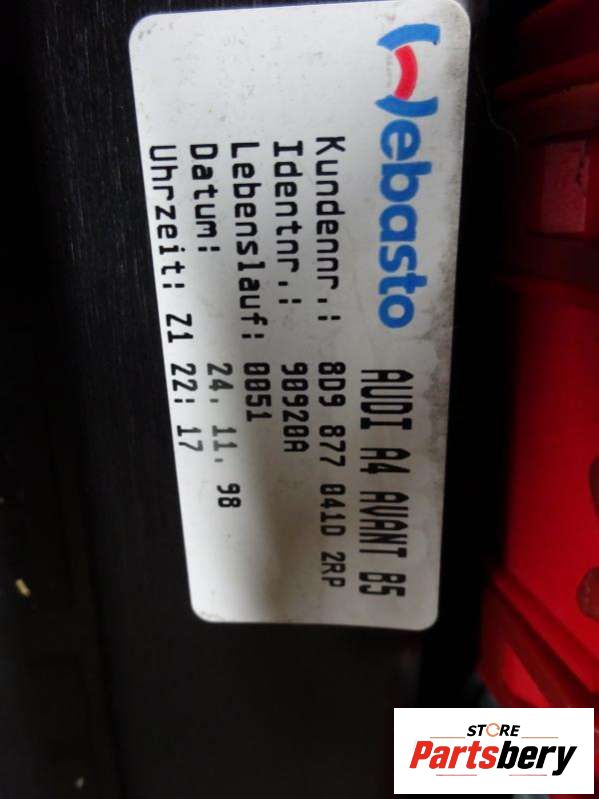 Webasto AUDI A4 AVANT B5
Kundennr.: 8D9 877 041D 2RP
Identnr.: 90920A
Lebenslauf: 0051
Datum: 24.11.98
Uhrzeit: Z1 22:17
STORE
Partsbery